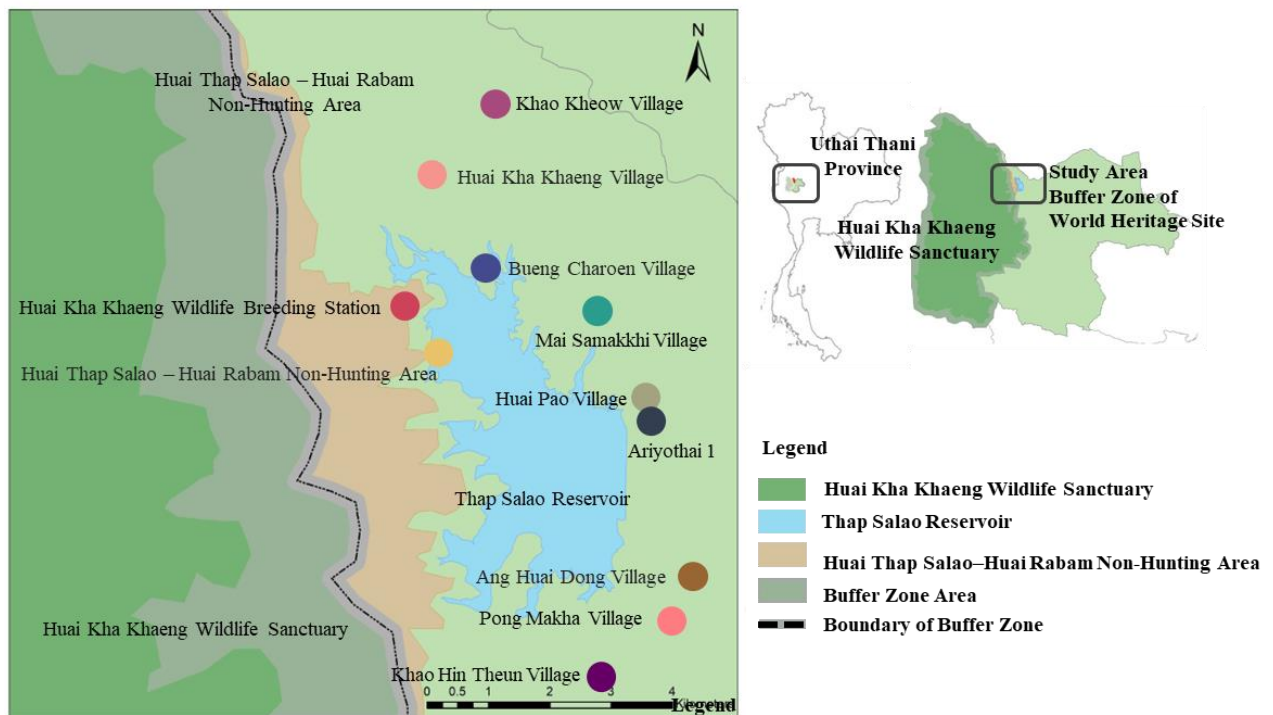 N
Huai Thap Salao – Huai Rabam
Non-Hunting Area
Khao Kheow Village
Huai Kha Khaeng Village
Bueng Charoen Village
Huai Kha Khaeng Wildlife Breeding Station
Mai Samakkhi Village
Huai Thap Salao – Huai Rabam Non-Hunting Area
Huai Pao Village
Ariyothai 1
Thap Salao Reservoir
Ang Huai Dong Village
Pong Makha Village
Huai Kha Khaeng Wildlife Sanctuary
Khao Hin Theun Village
0 0.5 1 2 3 4
Kilometers
Legend
Uthai Thani
Province
Huai Kha Khaeng
Wildlife Sanctuary
Study Area
Buffer Zone of
World Heritage Site
Legend
Huai Kha Khaeng Wildlife Sanctuary
Thap Salao Reservoir
Huai Thap Salao–Huai Rabam Non-Hunting Area
Buffer Zone Area
Boundary of Buffer Zone